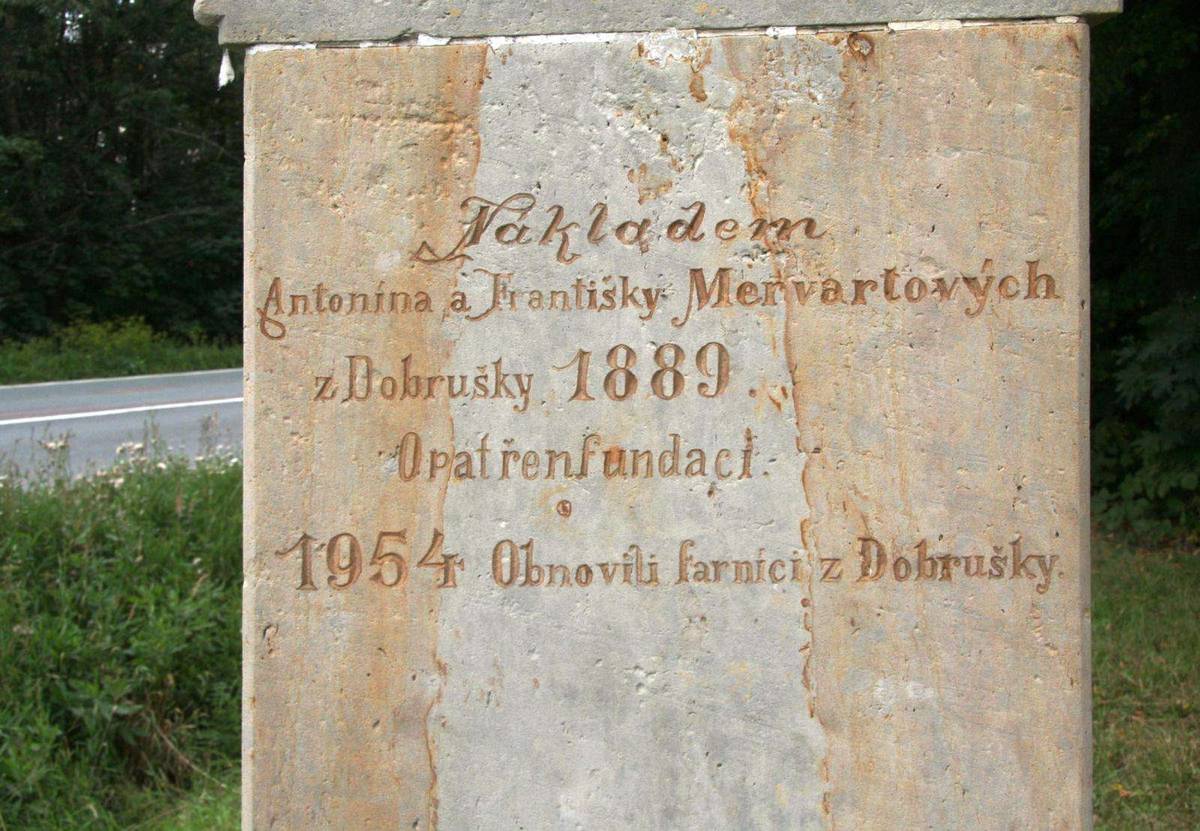 Nákladem
Antonína a Františky Mervartových
z Dobrušky 1889.
Opatřen fundací.
1954 Obnovili farníci z Dobrušky.